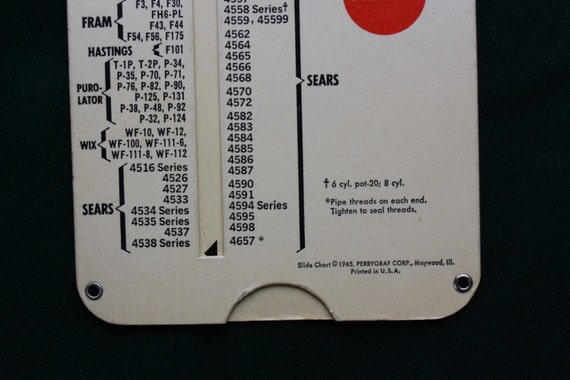 F3, F4, F30,
FH6-PL
FRAM
F43, F44
F54, F56, F175
HASTINGS
F101
PURO-
LATOR
T-1P, T-2P, P-34,
P-35, P-70, P-71,
P-76, P-82, P-90,
P-125, P-131
P-38, P-48, P-92
P-32, P-124
WIX
WF-10, WF-12,
WF-100, WF-111-6,
WF-111-8, WF-112
SEARS
4516 Series
4526
4527
4533
4534 Series
4535 Series
4537
4538 Series
4558 Series†
4559, 45599
4562
4564
4565
4566
4568
4570
4572
4582
4583
4584
4585
4586
4587
4590
4591
4594 Series
4595
4598
4657 *
SEARS
† 6 cyl. pot-20; 8 cyl.
*Pipe threads on each end.
Tighten to seal threads.
Slide Chart © 1965, PERRYGRAF CORP., Maywood, Ill.
Printed in U.S.A.